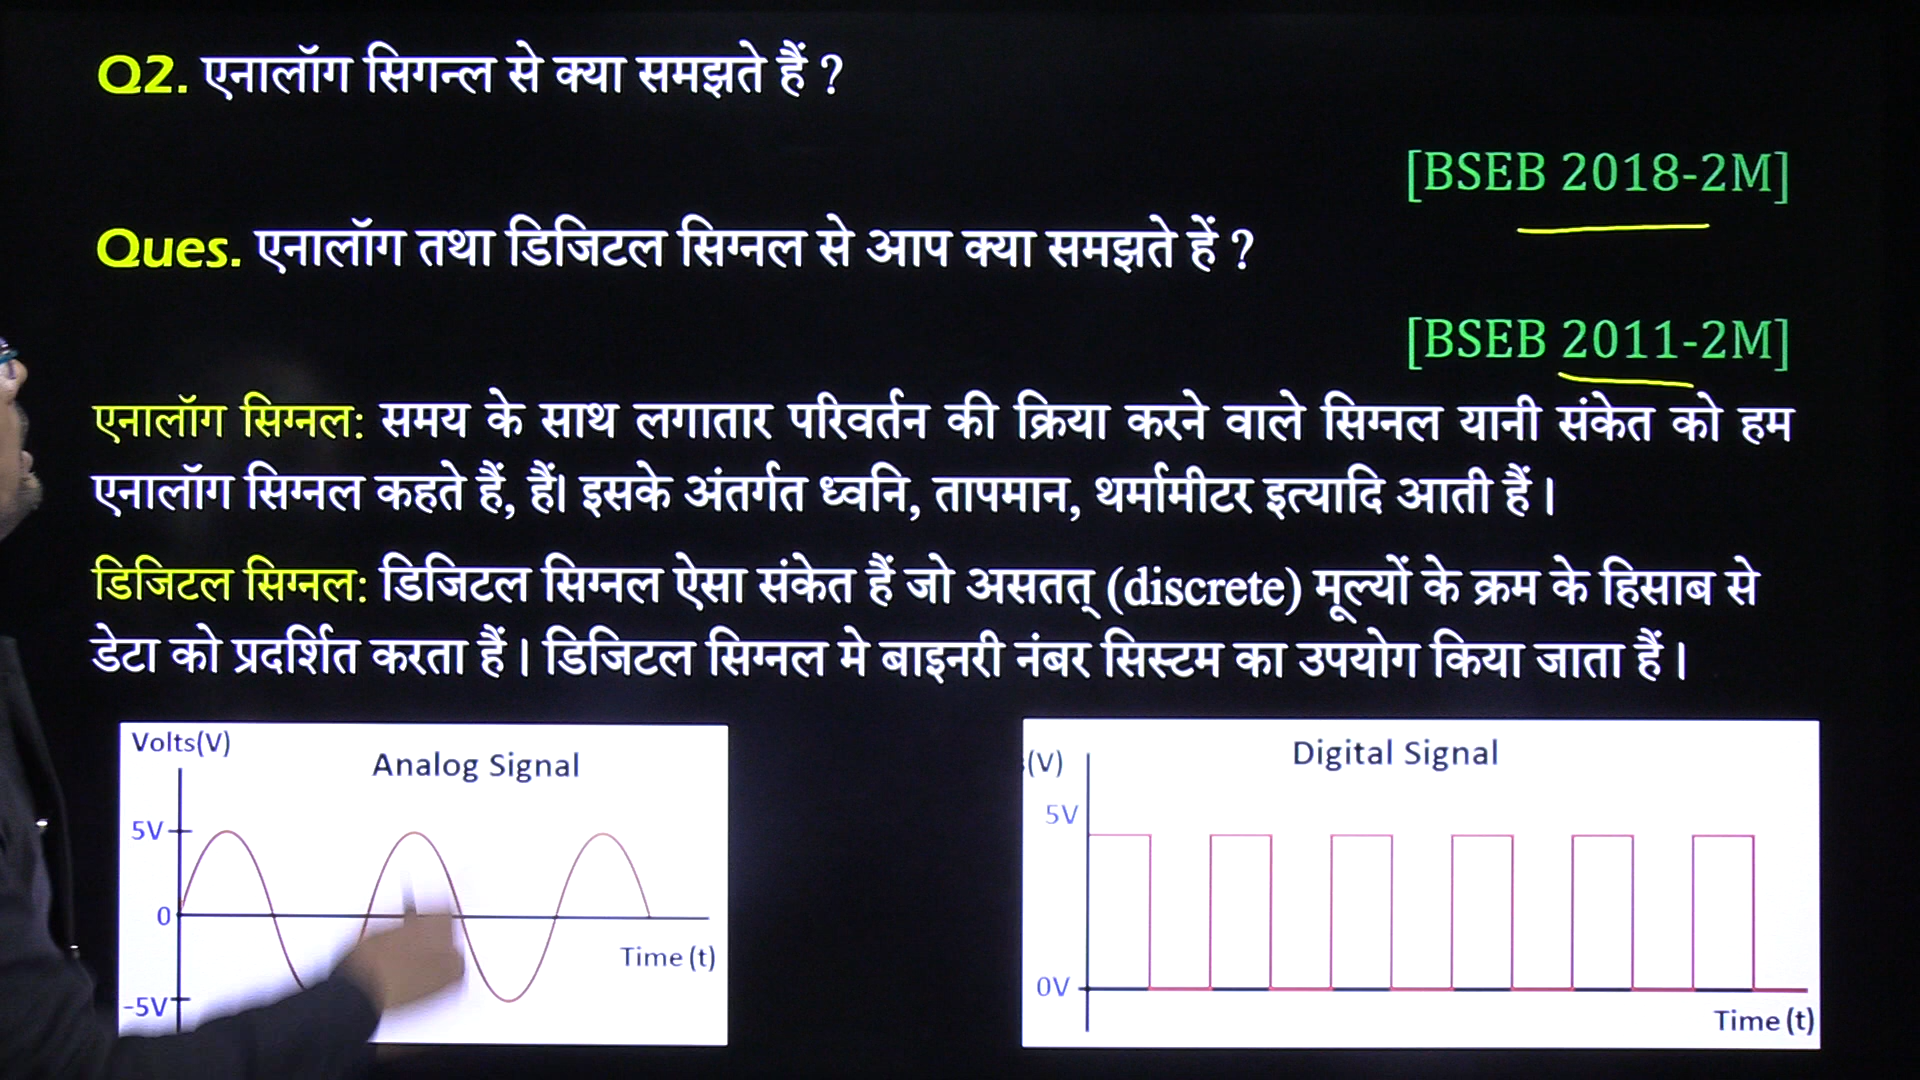 Q2. एनालॉग सिगन्ल से क्या समझते हैं ?
[BSEB 2018-2M]
Ques. एनालॉग तथा डिजिटल सिग्नल से आप क्या समझते हें ?
[BSEB 2011-2M]
एनालॉग सिग्नल: समय के साथ लगातार परिवर्तन की क्रिया करने वाले सिग्नल यानी संकेत को हम
एनालॉग सिग्नल कहते हैं, हैं। इसके अंतर्गत ध्वनि, तापमान, थर्मामीटर इत्यादि आती हैं ।
डिजिटल सिग्नल: डिजिटल सिग्नल ऐसा संकेत हैं जो असतत् (discrete) मूल्यों के क्रम के हिसाब से
डेटा को प्रदर्शित करता हैं । डिजिटल सिग्नल मे बाइनरी नंबर सिस्टम का उपयोग किया जाता हैं ।
Volts(V)
Analog Signal
5V
0
Time (t)
-5V
(V)
Digital Signal
5V
0V
Time (t)